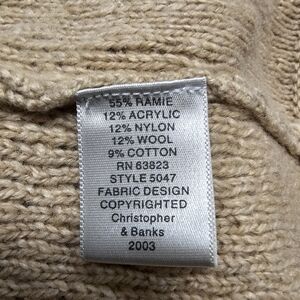 55% RAMIE
12% ACRYLIC
12% NYLON
12% WOOL
9% COTTON
RN 63823
STYLE 5047
FABRIC DESIGN
COPYRIGHTED
Christopher
& Banks
2003